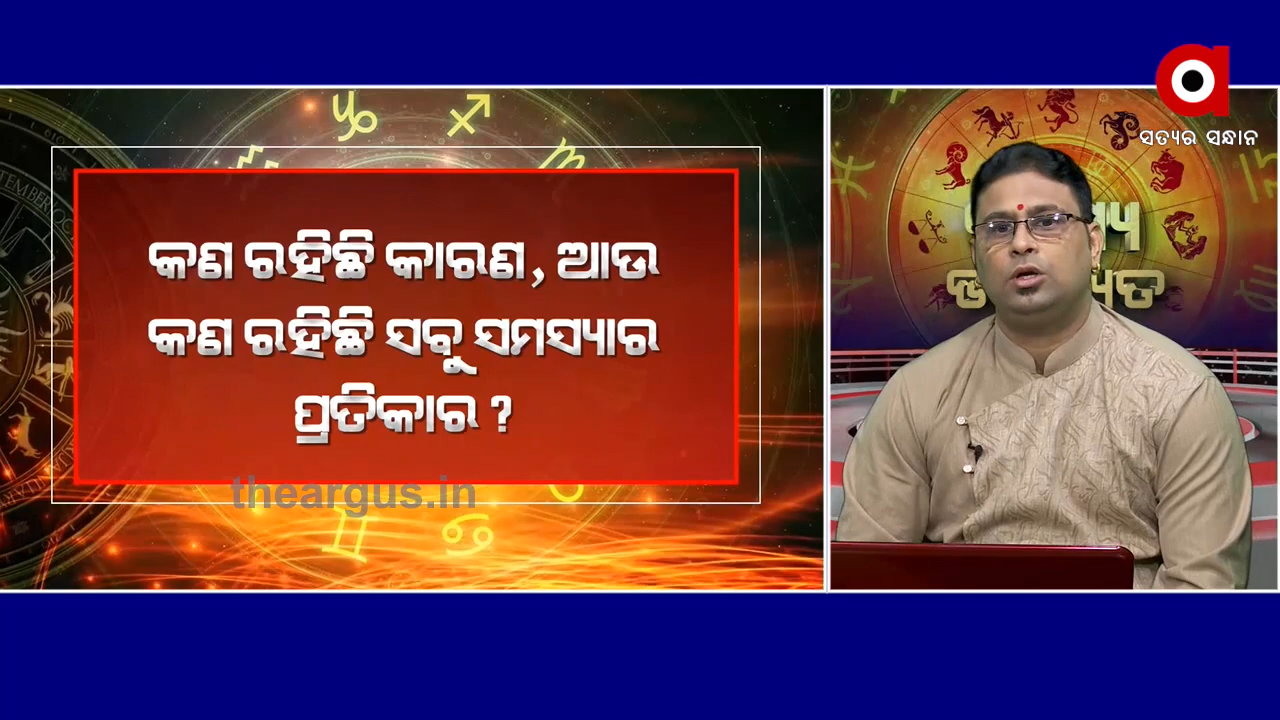 କଣ ରହିଛି କାରଣ, ଆଉ
କଣ ରହିଛି ସବୁ ସମସ୍ୟାର
ପ୍ରତିକାର ?
theargus.in
ସତ୍ୟର ସନ୍ଧାନ